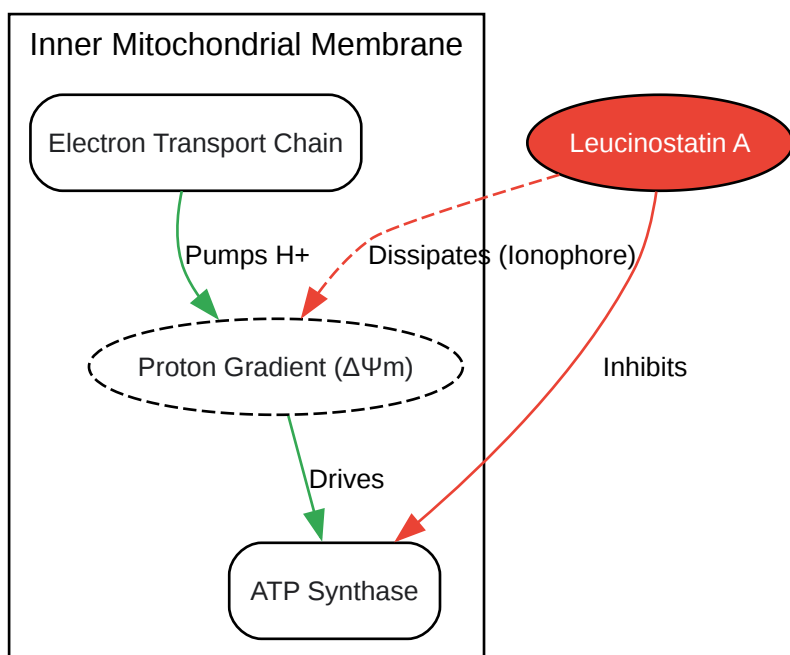 Inner Mitochondrial Membrane
Electron Transport Chain
Leucinostatin A
Pumps H+
Dissipates (Ionophore)
Proton Gradient (ΔΨm)
Inhibits
Drives
ATP Synthase